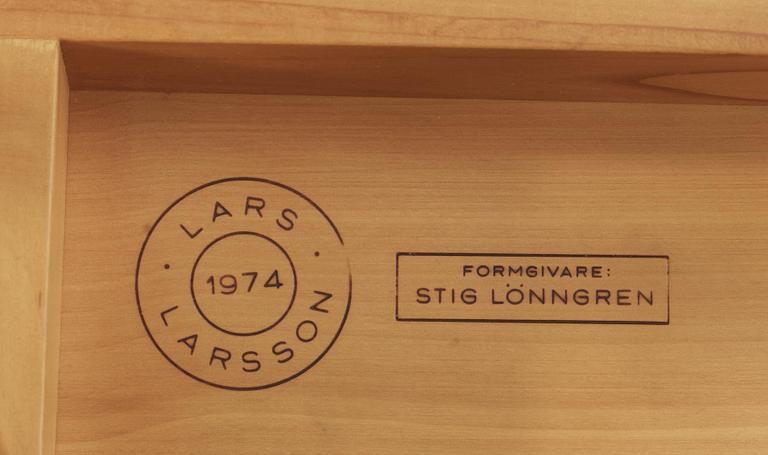 LARS
1974
LARSSON
FORMGIVARE:
STIG LÖNNGREN